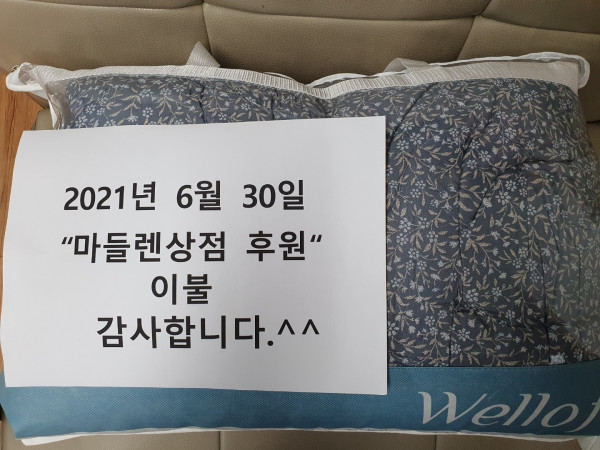 2021년 6월 30일
“마들렌상점 후원“
이불
감사합니다.^^